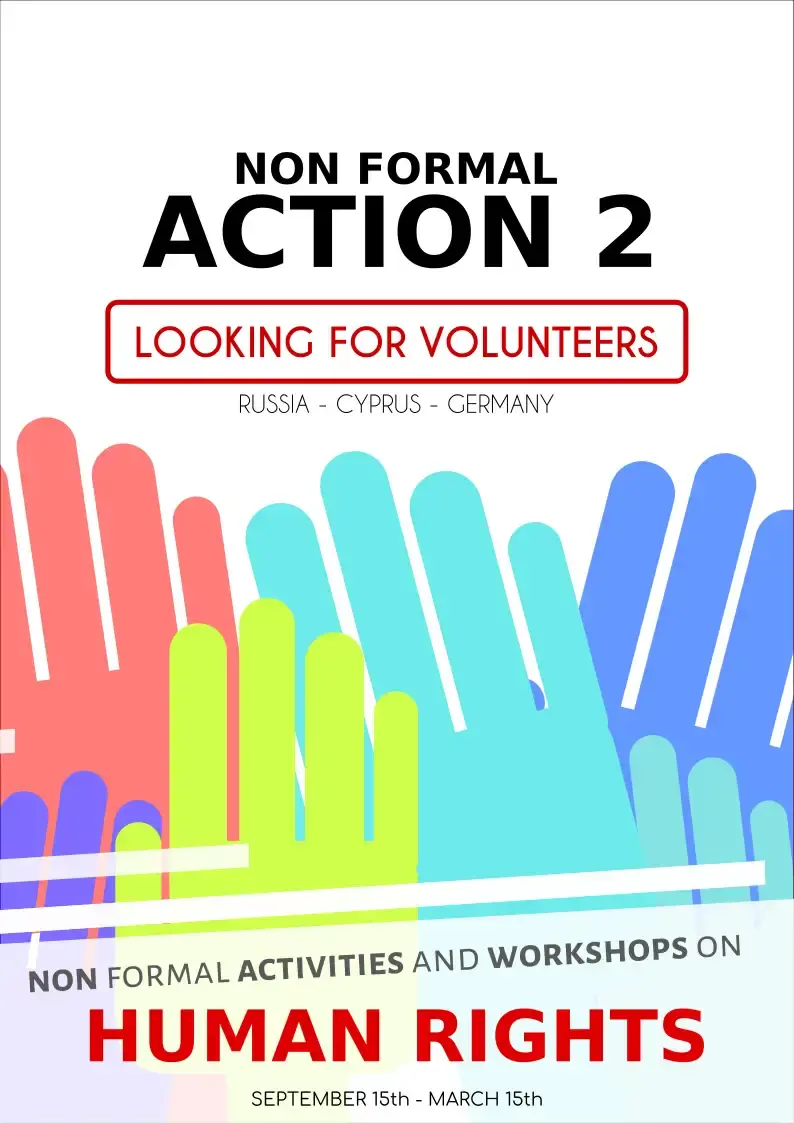 NON FORMAL
ACTION 2
LOOKING FOR VOLUNTEERS
RUSSIA - CYPRUS - GERMANY
NON FORMAL ACTIVITIES AND WORKSHOPS ON
HUMAN RIGHTS
SEPTEMBER 15th - MARCH 15th